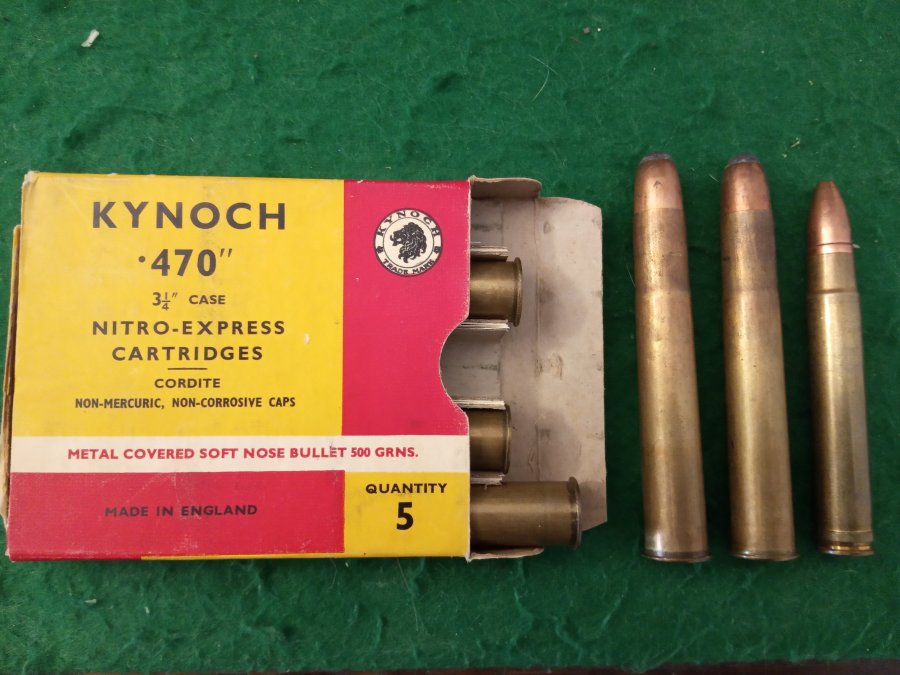 KYNOCH
·470"
3¼" CASE
NITRO-EXPRESS
CARTRIDGES
CORDITE
NON-MERCURIC, NON-CORROSIVE CAPS
KYNOCH
TRADE MARK
METAL COVERED SOFT NOSE BULLET 500 GRNS.
MADE IN ENGLAND
QUANTITY
5